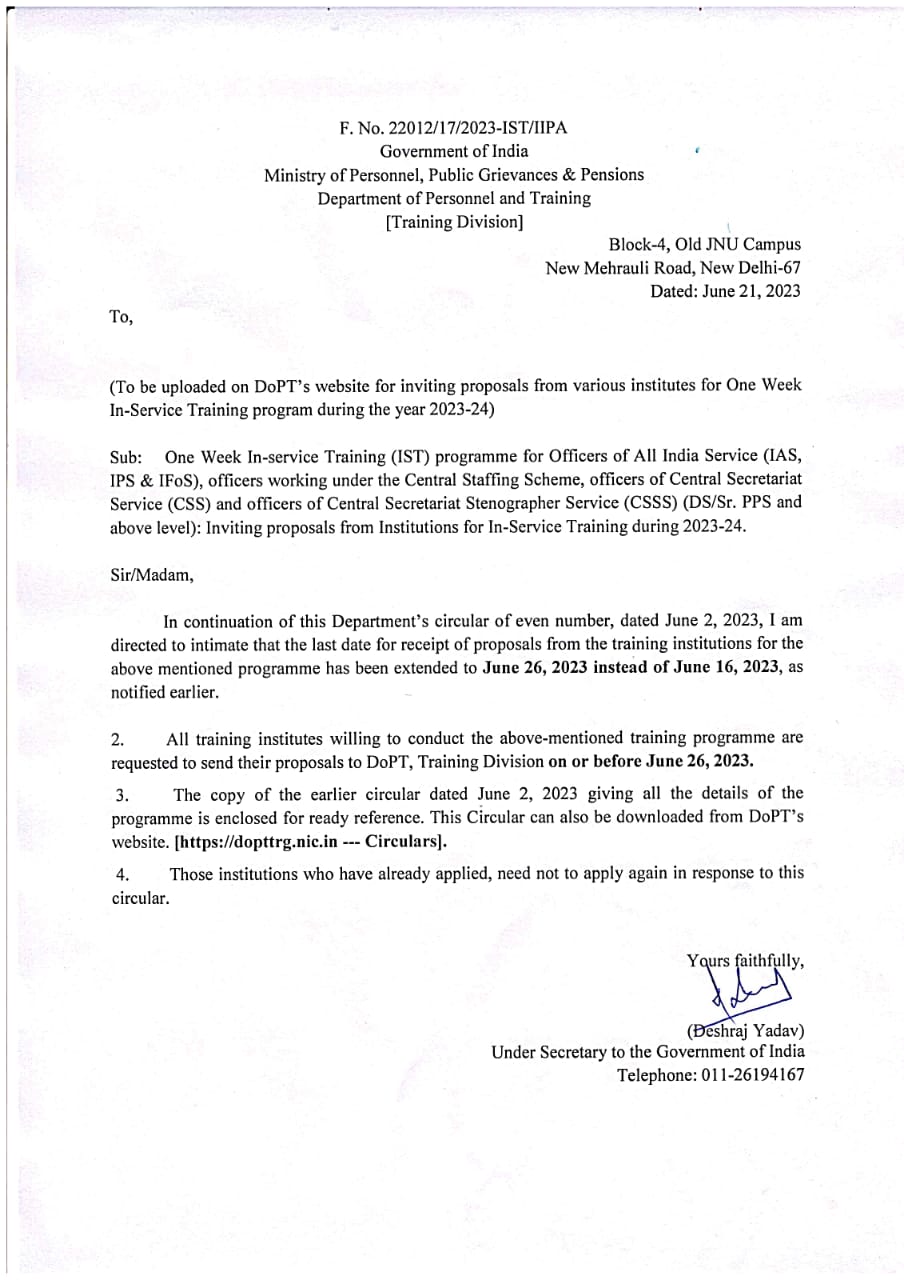 F. No. 22012/17/2023-IST/IIPA
Government of India
Ministry of Personnel, Public Grievances & Pensions
Department of Personnel and Training
[Training Division]
Block-4, Old JNU Campus
New Mehrauli Road, New Delhi-67
Dated: June 21, 2023
To,
(To be uploaded on DoPT's website for inviting proposals from various institutes for One Week
In-Service Training program during the year 2023-24)
Sub: One Week In-service Training (IST) programme for Officers of All India Service (IAS,
IPS & IFoS), officers working under the Central Staffing Scheme, officers of Central Secretariat
Service (CSS) and officers of Central Secretariat Stenographer Service (CSSS) (DS/Sr. PPS and
above level): Inviting proposals from Institutions for In-Service Training during 2023-24.
Sir/Madam,
In continuation of this Department's circular of even number, dated June 2, 2023, I am
directed to intimate that the last date for receipt of proposals from the training institutions for the
above mentioned programme has been extended to June 26, 2023 instead of June 16, 2023, as
notified earlier.
2. All training institutes willing to conduct the above-mentioned training programme are
requested to send their proposals to DoPT, Training Division on or before June 26, 2023.
3. The copy of the earlier circular dated June 2, 2023 giving all the details of the
programme is enclosed for ready reference. This Circular can also be downloaded from DoPT's
website. [https://dopttrg.nic.in --- Circulars].
4. Those institutions who have already applied, need not to apply again in response to this
circular.
Yours faithfully,
(Deshraj Yadav)
Under Secretary to the Government of India
Telephone: 011-26194167